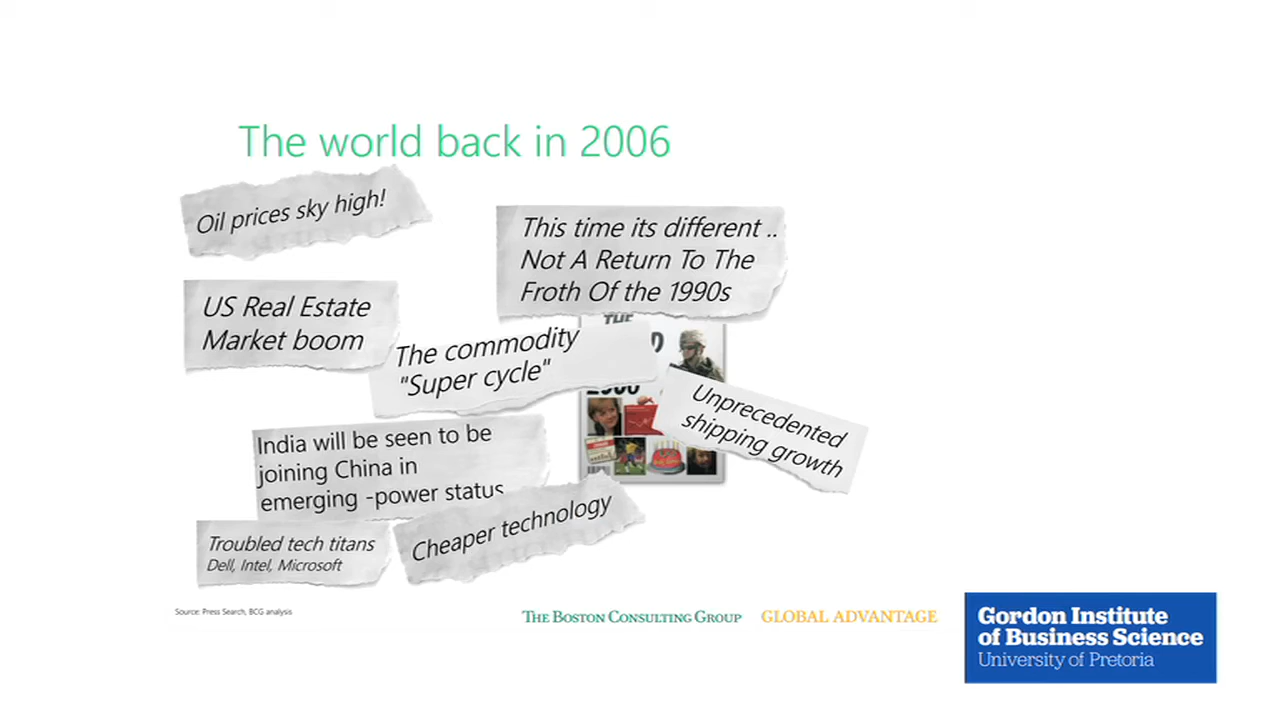 The world back in 2006
Oil prices sky high!
This time its different ..
Not A Return To The
Froth Of the 1990s
US Real Estate
Market boom
The commodity
"Super cycle"
THE
Unprecedented
shipping growth
India will be seen to be
joining China in
emerging -power status
Cheaper technology
Troubled tech titans
Dell, Intel, Microsoft
Source: Press Search, BCG analysis
THE BOSTON CONSULTING GROUP GLOBAL ADVANTAGE
Gordon Institute
of Business Science
University of Pretoria